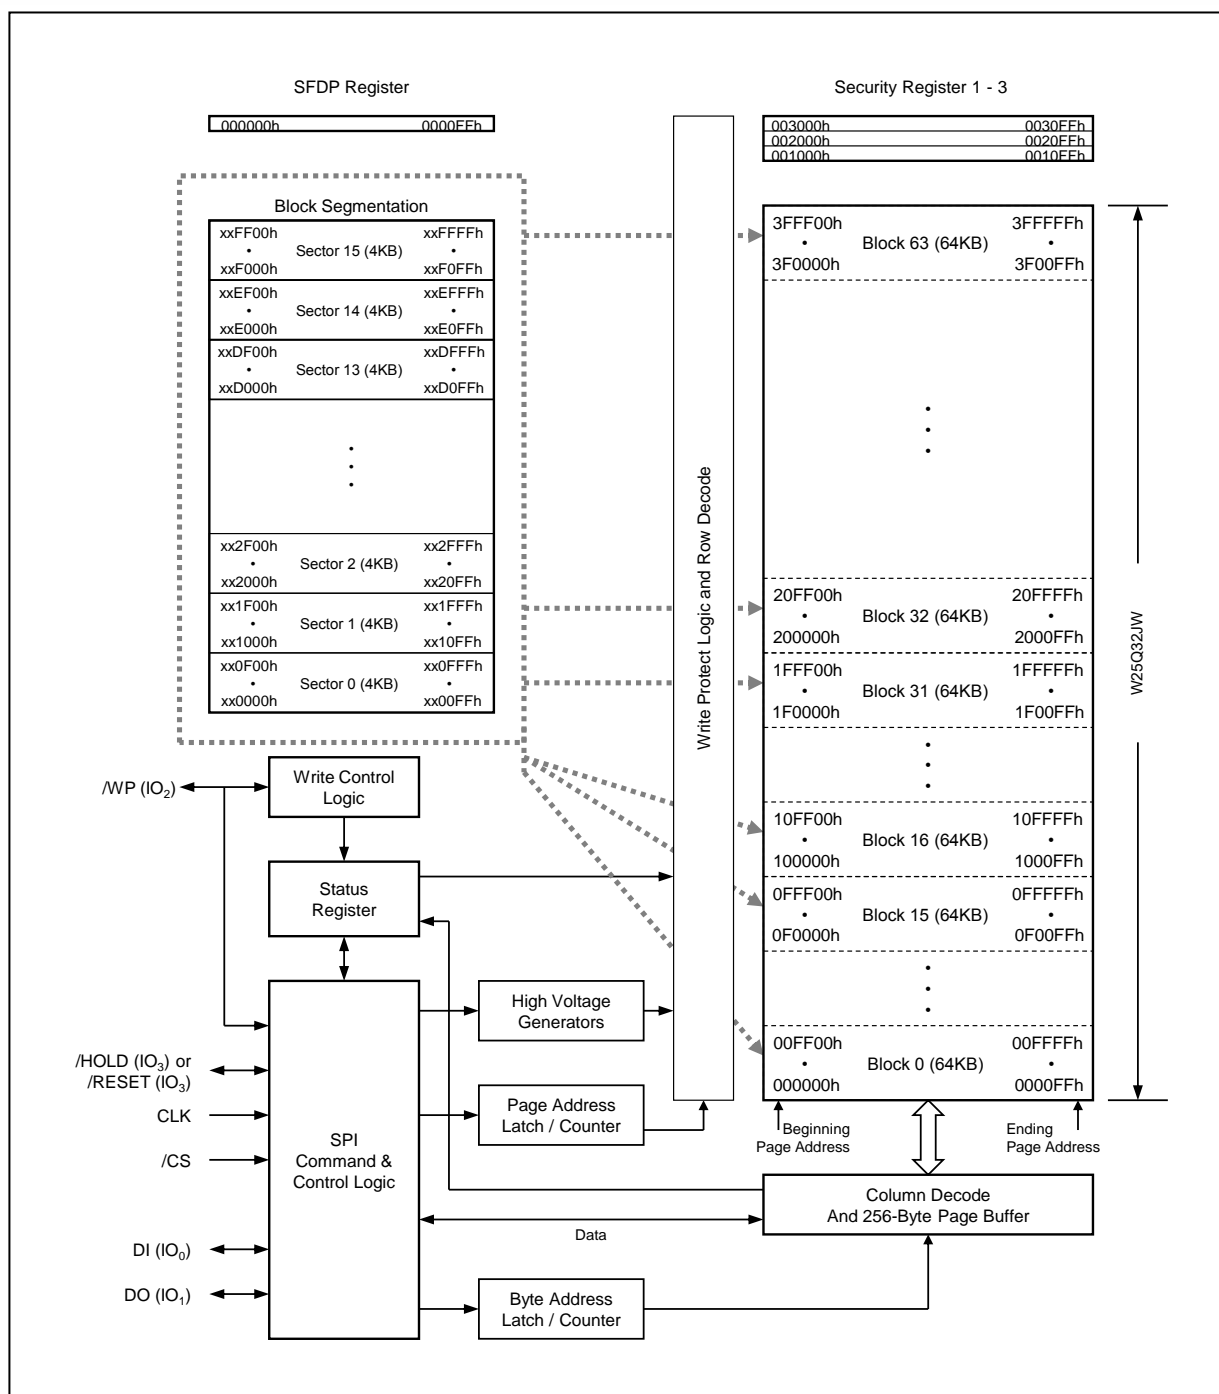 SFDP Register
000000h 0000FFh
Security Register 1 - 3
003000h 0030FFh
002000h 0020FFh
001000h 0010FFh
Block Segmentation
xxFF00h xxFFFFh
• Sector 15 (4KB) •
xxF000h xxF0FFh
xxEF00h xxEFFFh
• Sector 14 (4KB) •
xxE000h xxE0FFh
xxDF00h xxDFFFh
• Sector 13 (4KB) •
xxD000h xxD0FFh
xx2F00h xx2FFFh
• Sector 2 (4KB) •
xx2000h xx20FFh
xx1F00h xx1FFFh
• Sector 1 (4KB) •
xx1000h xx10FFh
xx0F00h xx0FFFh
• Sector 0 (4KB) •
xx0000h xx00FFh
Write Protect Logic and Row Decode
3FFF00h 3FFFFFh
• Block 63 (64KB) •
3F0000h 3F00FFh
20FF00h 20FFFFh
• Block 32 (64KB) •
200000h 2000FFh
1FFF00h 1FFFFFh
• Block 31 (64KB) •
1F0000h 1F00FFh
10FF00h 10FFFFh
• Block 16 (64KB) •
100000h 1000FFh
0FFF00h 0FFFFFh
• Block 15 (64KB) •
0F0000h 0F00FFh
00FF00h 00FFFFh
• Block 0 (64KB) •
000000h 0000FFh
W25Q32JW
Beginning
Page Address
Ending
Page Address
/WP (IO2)
Write Control
Logic
Status
Register
High Voltage
Generators
/HOLD (IO3) or
/RESET (IO3)
CLK
/CS
DI (IO0)
DO (IO1)
SPI
Command &
Control Logic
Page Address
Latch / Counter
Column Decode
And 256-Byte Page Buffer
Data
Byte Address
Latch / Counter